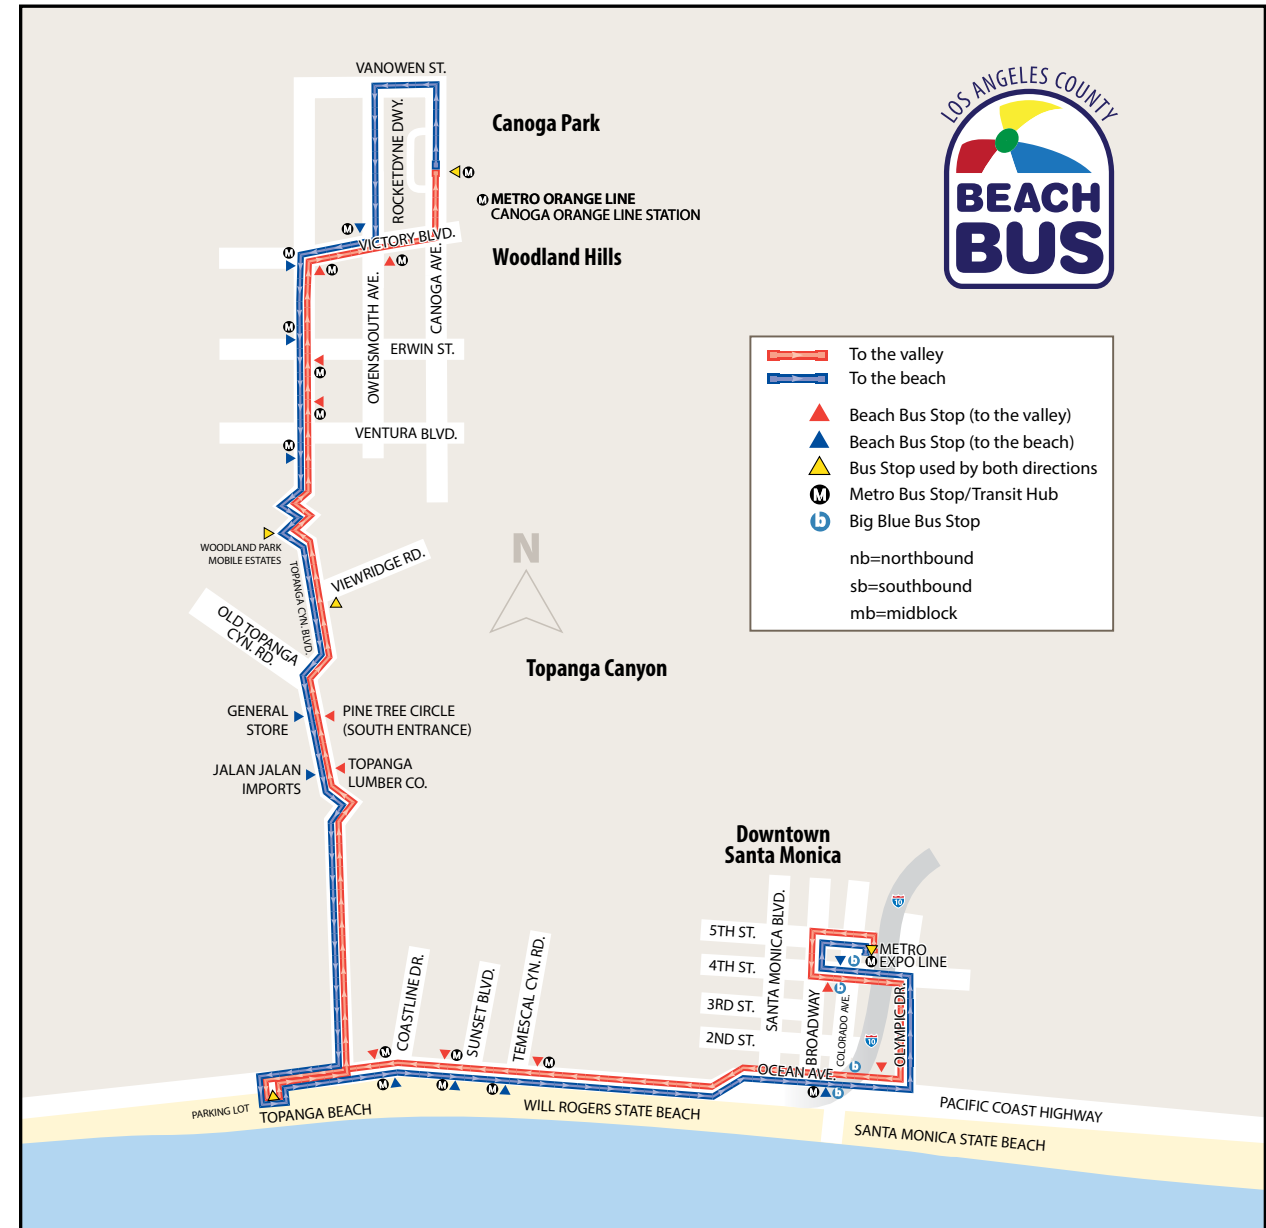 LOS ANGELES COUNTY
BEACH
BUS
VANOWEN ST.
ROCKETDYNE DWY.
Canoga Park
M
M METRO ORANGE LINE
CANOGA ORANGE LINE STATION
M
VICTORY BLVD.
M
M
M
Woodland Hills
OWENSMOUTH AVE.
CANOGA AVE.
M
ERWIN ST.
M
M
VENTURA BLVD.
M
To the valley
To the beach
Beach Bus Stop (to the valley)
Beach Bus Stop (to the beach)
Bus Stop used by both directions
M Metro Bus Stop/Transit Hub
b Big Blue Bus Stop
nb=northbound
sb=southbound
mb=midblock
WOODLAND PARK
MOBILE ESTATES
TOPANGA CYN. BLVD.
VIEWRIDGE RD.
N
OLD TOPANGA
CYN. RD.
Topanga Canyon
GENERAL
STORE
PINE TREE CIRCLE
(SOUTH ENTRANCE)
JALAN JALAN
IMPORTS
TOPANGA
LUMBER CO.
Downtown
Santa Monica
SANTA MONICA BLVD.
10
5TH ST.
4TH ST.
3RD ST.
2ND ST.
METRO
M EXPO LINE
b
b
BROADWAY
COLORADO AVE.
OLYMPIC DR.
10
b
OCEAN AVE.
M
b
COASTLINE DR.
SUNSET BLVD.
TEMESCAL CYN. RD.
M
M
M
M
M
M
PARKING LOT
TOPANGA BEACH
WILL ROGERS STATE BEACH
PACIFIC COAST HIGHWAY
SANTA MONICA STATE BEACH